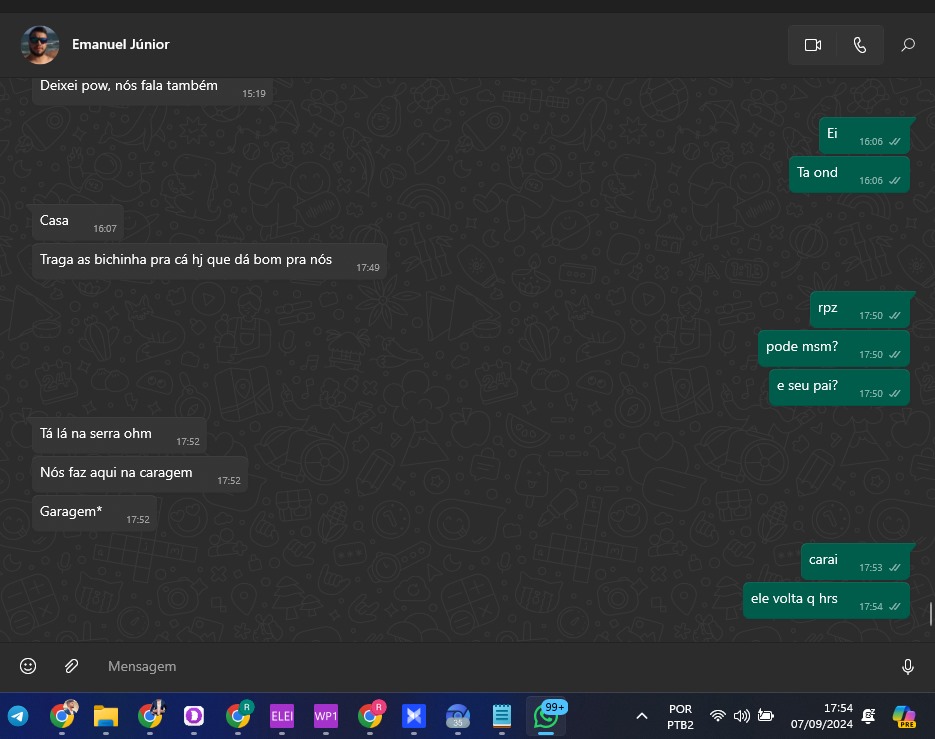 Emanuel Júnior
Deixei pow, nós fala também 15:19
Ei 16:06
Ta ond 16:06
Casa 16:07
Traga as bichinha pra cá hj que dá bom pra nós 17:49
rpz 17:50
pode msm? 17:50
e seu pai? 17:50
Tá lá na serra ohm 17:52
Nós faz aqui na caragem 17:52
Garagem* 17:52
carai 17:53
ele volta q hrs 17:54
Mensagem
R
R
99+
ELEI
WP1
35
POR
PTB2
17:54
07/09/2024
PRE